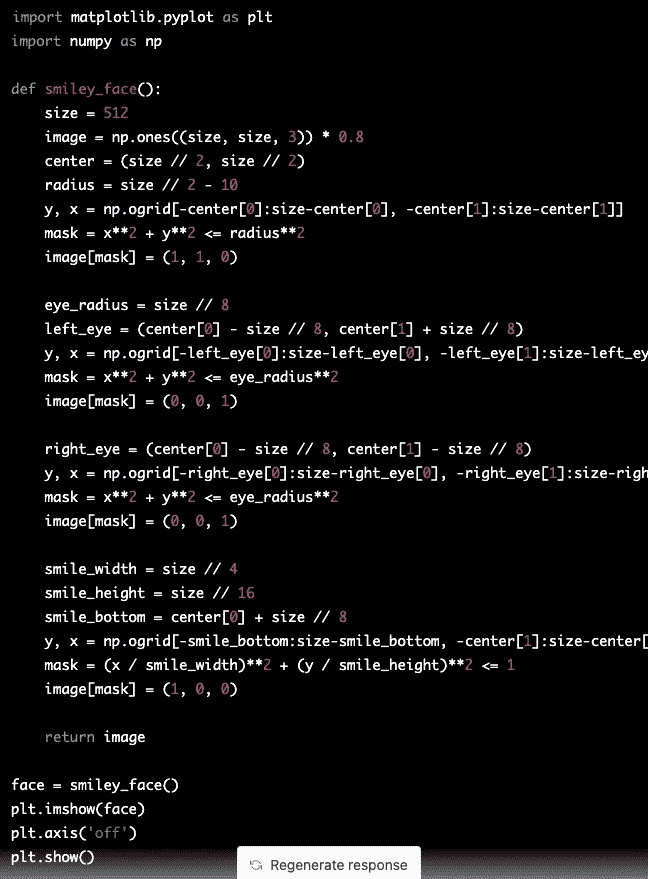 import matplotlib.pyplot as plt
import numpy as np
def smiley_face():
    size = 512
    image = np.ones((size, size, 3)) * 0.8
    center = (size // 2, size // 2)
    radius = size // 2 - 10
    y, x = np.ogrid[-center[0]:size-center[0], -center[1]:size-center[1]]
    mask = x**2 + y**2 <= radius**2
    image[mask] = (1, 1, 0)
    eye_radius = size // 8
    left_eye = (center[0] - size // 8, center[1] + size // 8)
    y, x = np.ogrid[-left_eye[0]:size-left_eye[0], -left_eye[1]:size-left_ey
    mask = x**2 + y**2 <= eye_radius**2
    image[mask] = (0, 0, 1)
    right_eye = (center[0] - size // 8, center[1] - size // 8)
    y, x = np.ogrid[-right_eye[0]:size-right_eye[0], -right_eye[1]:size-righ
    mask = x**2 + y**2 <= eye_radius**2
    image[mask] = (0, 0, 1)
    smile_width = size // 4
    smile_height = size // 16
    smile_bottom = center[0] + size // 8
    y, x = np.ogrid[-smile_bottom:size-smile_bottom, -center[1]:size-center[
    mask = (x / smile_width)**2 + (y / smile_height)**2 <= 1
    image[mask] = (1, 0, 0)
    return image
face = smiley_face()
plt.imshow(face)
plt.axis('off')
plt.show()
Regenerate response